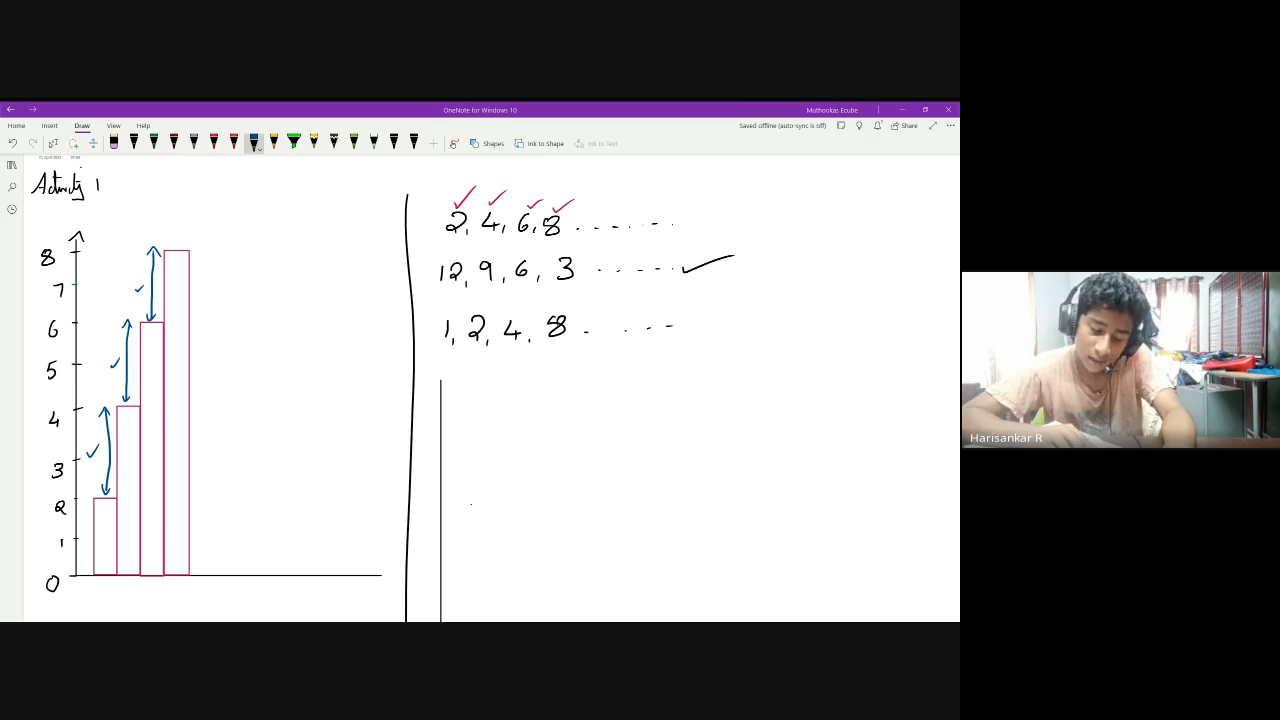 OneNote for Windows 10
Muthookas Ecube
Home Insert Draw View Help
Saved offline (auto-sync is off)
Share
Shapes
Ink to Shape
Ink to Text
Activity 1
8
7
6
5
4
3
2
1
0
2, 4, 6, 8 . - - . - - .
12, 9, 6, 3 . . . . .
1, 2, 4, 8 . . - -
Harisankar R